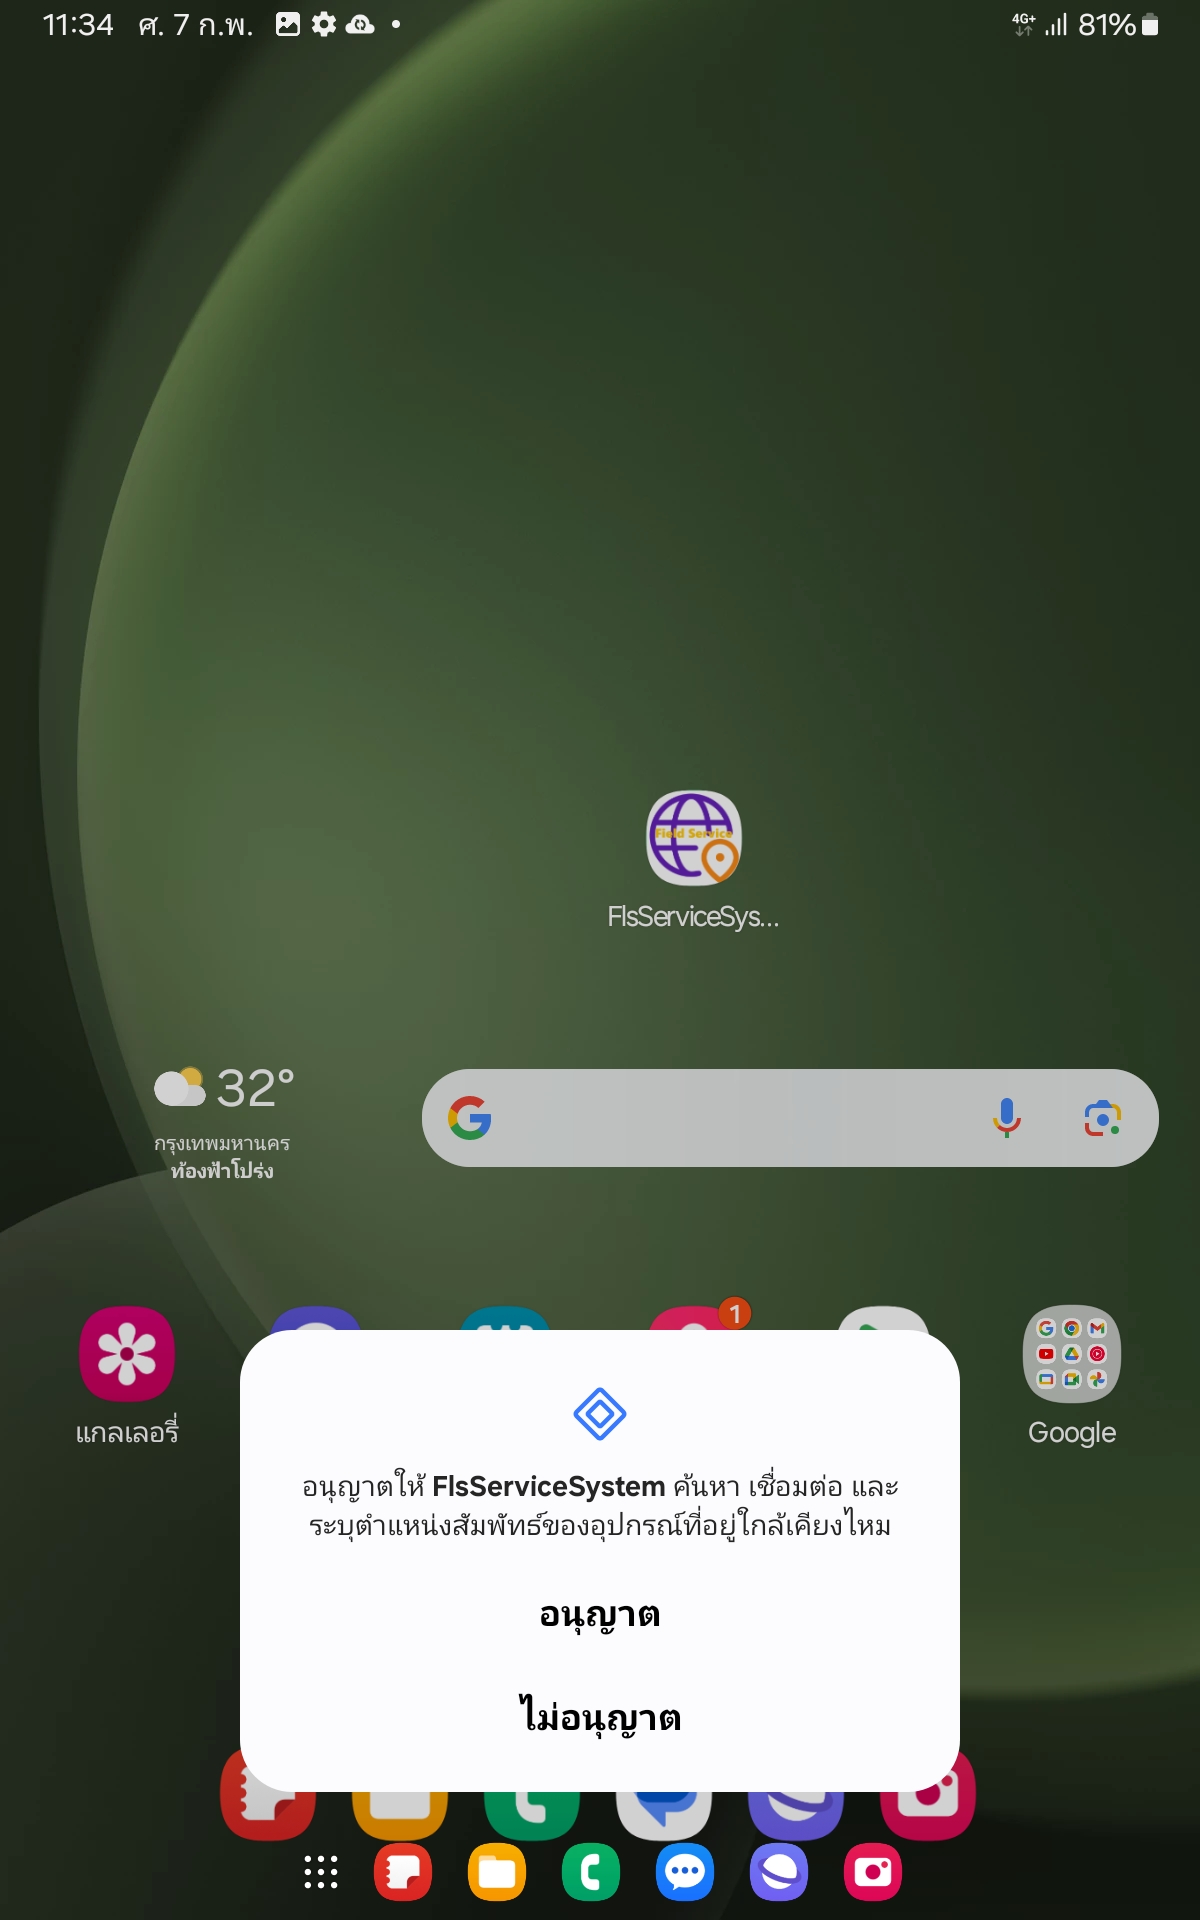 11:34 ศ. 7 ก.พ.
4G+ 81%
Field Service
FlsServiceSys...
32°
กรุงเทพมหานคร
ท้องฟ้าโปร่ง
1
แกลเลอรี่
Google
อนุญาตให้ FlsServiceSystem ค้นหา เชื่อมต่อ และ
ระบุตำแหน่งสัมพัทธ์ของอุปกรณ์ที่อยู่ใกล้เคียงไหม
อนุญาต
ไม่อนุญาต